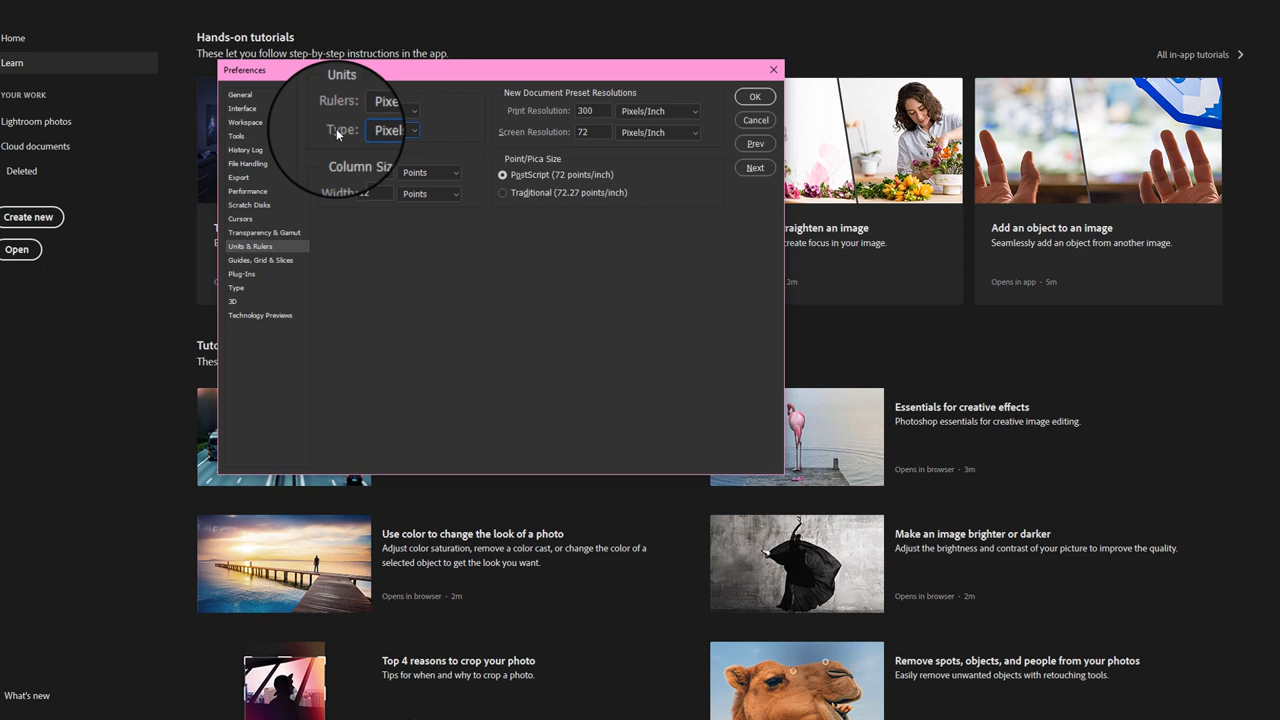 Home
Learn
YOUR WORK
Lightroom photos
Cloud documents
Deleted
Create new
Open
What's new
Hands-on tutorials
These let you follow step-by-step instructions in the app.
All in-app tutorials
Preferences
General
Interface
Workspace
Tools
History Log
File Handling
Export
Performance
Scratch Disks
Cursors
Transparency & Gamut
Units & Rulers
Guides, Grid & Slices
Plug-Ins
Type
3D
Technology Previews
Units
Rulers: Pixe
Type: Pixels
Column Siz
Points
Width: Points
New Document Preset Resolutions
Print Resolution: 300 Pixels/Inch
Screen Resolution: 72 Pixels/Inch
Point/Pica Size
PostScript (72 points/inch)
Traditional (72.27 points/inch)
OK
Cancel
Prev
Next
raighten an image
create focus in your image.
2m
Add an object to an image
Seamlessly add an object from another image.
Opens in app · 5m
Tuto
Thes
Essentials for creative effects
Photoshop essentials for creative image editing.
Opens in browser · 3m
Use color to change the look of a photo
Adjust color saturation, remove a color cast, or change the color of a
selected object to get the look you want.
Opens in browser · 2m
Make an image brighter or darker
Adjust the brightness and contrast of your picture to improve the quality.
Opens in browser · 2m
Top 4 reasons to crop your photo
Tips for when and why to crop a photo.
Remove spots, objects, and people from your photos
Easily remove unwanted objects with retouching tools.